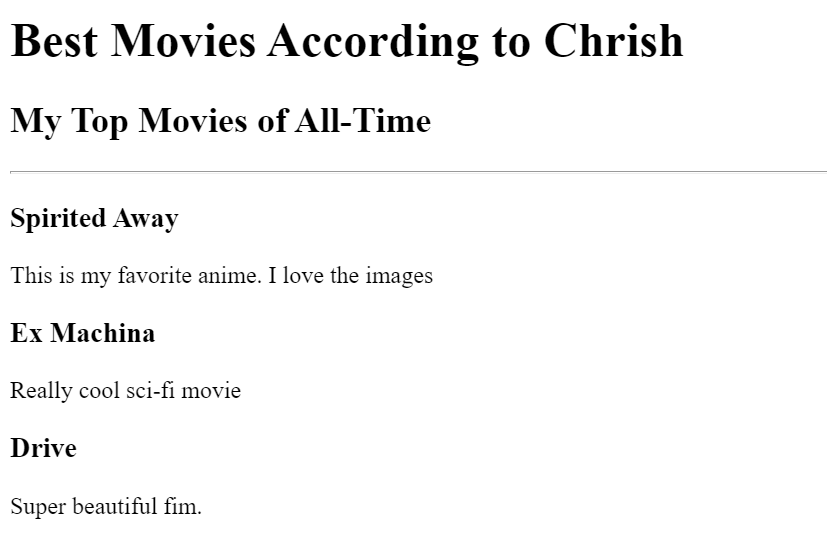 Best Movies According to Chrish
My Top Movies of All-Time
Spirited Away
This is my favorite anime. I love the images
Ex Machina
Really cool sci-fi movie
Drive
Super beautiful fim.